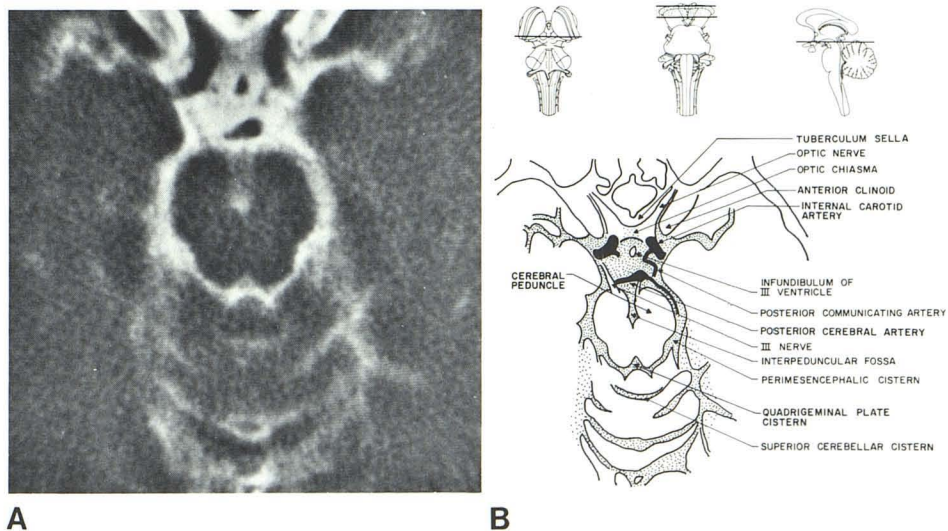 TUBERCULUM SELLA
OPTIC NERVE
OPTIC CHIASMA
ANTERIOR CLINOID
INTERNAL CAROTID
ARTERY
CEREBRAL
PEDUNCLE
INFUNDIBULUM OF
III VENTRICLE
POSTERIOR COMMUNICATING ARTERY
POSTERIOR CEREBRAL ARTERY
III NERVE
INTERPEDUNCULAR FOSSA
PERIMESENCEPHALIC CISTERN
QUADRIGEMINAL PLATE
CISTERN
SUPERIOR CEREBELLAR CISTERN
A
B